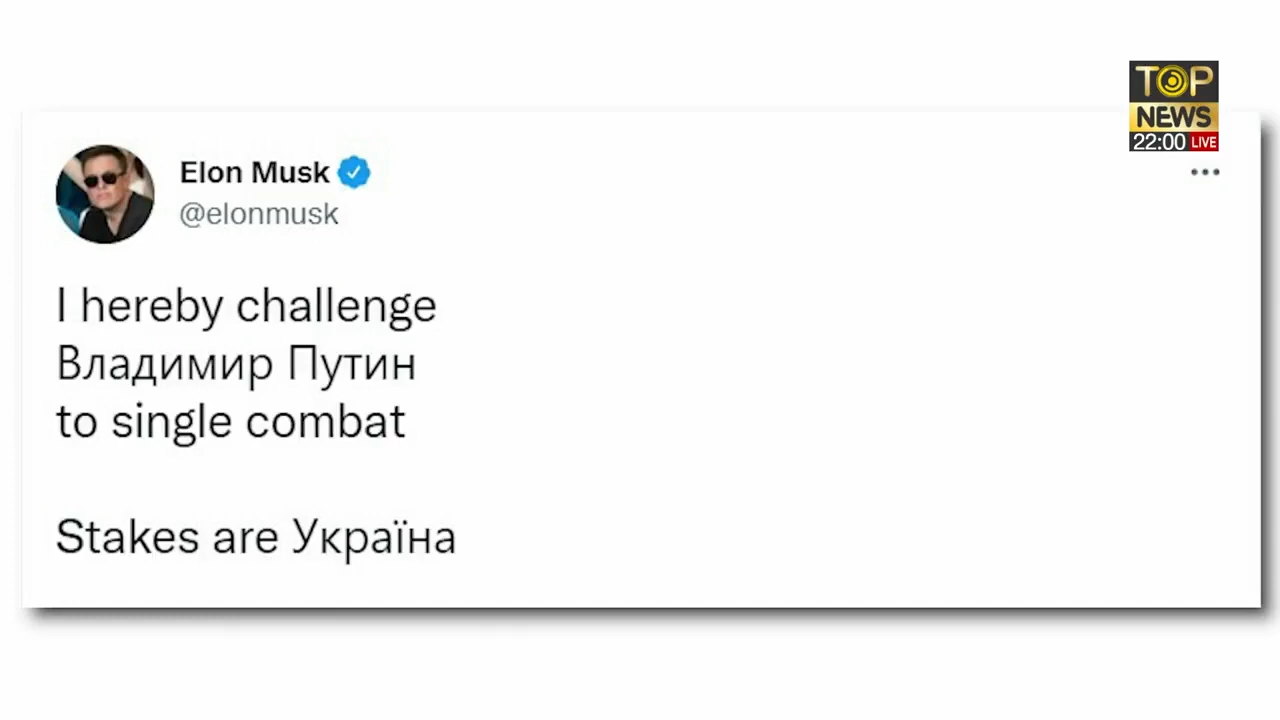 TOP
NEWS
22:00 LIVE
Elon Musk
@elonmusk
I hereby challenge
Владимир Путин
to single combat
Stakes are Україна